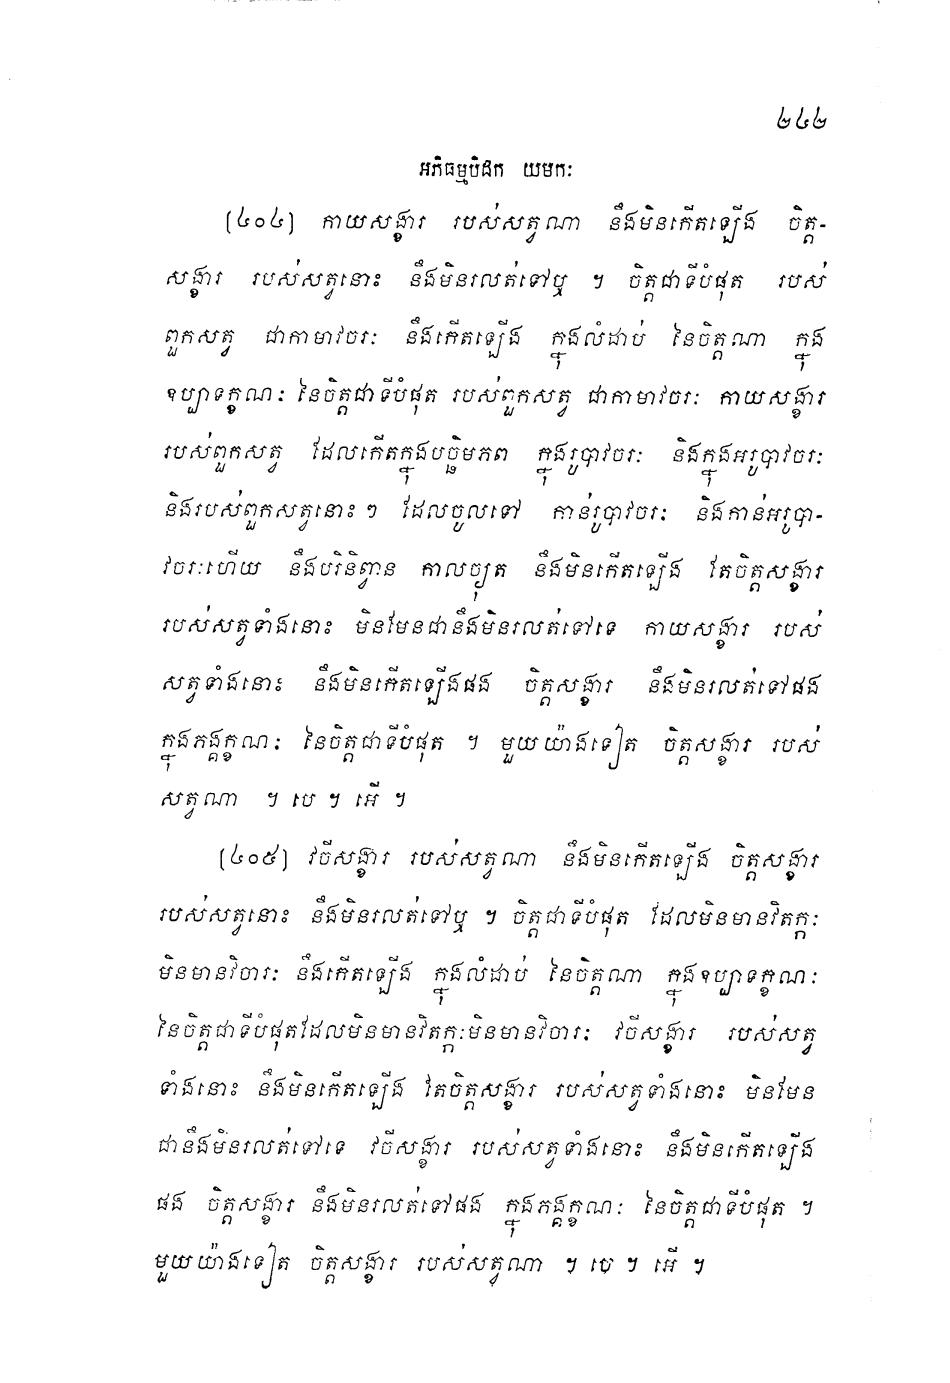 ២៤២
អភិធម្មបិដក យមកៈ
(៤០៤) កាយសង្ខារ របស់សត្វណា នឹងមិនកើតឡើង ចិត្ត-
សង្ខារ របស់សត្វនោះ នឹងមិនរលត់ទៅឬ ។ ចិត្តជាទីបំផុត របស់
ពួកសត្វ ជាកាមាវចរៈ នឹងកើតឡើង ក្នុងលំដាប់ នៃចិត្តណា ក្នុង
ឧប្បាទក្ខណៈ នៃចិត្តជាទីបំផុត របស់ពួកសត្វ ជាកាមាវចរៈ កាយសង្ខារ
របស់ពួកសត្វ ដែលកើតក្នុងបច្ឆិមភព ក្នុងរូបាវចរៈ និងក្នុងអរូបាវចរៈ
និងរបស់ពួកសត្វនោះៗ ដែលចូលទៅ កាន់រូបាវចរៈ និងកាន់អរូបា-
វចរៈហើយ នឹងបរិនិព្វាន កាលច្យុត នឹងមិនកើតឡើង តែចិត្តសង្ខារ
របស់សត្វទាំងនោះ មិនមែនជានឹងមិនរលត់ទៅទេ កាយសង្ខារ របស់
សត្វទាំងនោះ នឹងមិនកើតឡើងផង ចិត្តសង្ខារ នឹងមិនរលត់ទៅផង
ក្នុងភង្គក្ខណៈ នៃចិត្តជាទីបំផុត ។ មួយយ៉ាងទៀត ចិត្តសង្ខារ របស់
សត្វណា ។ បេ ។ អើ ។
(៤០៥) វចីសង្ខារ របស់សត្វណា នឹងមិនកើតឡើង ចិត្តសង្ខារ
របស់សត្វនោះ នឹងមិនរលត់ទៅឬ ។ ចិត្តជាទីបំផុត ដែលមិនមានវិតក្កៈ
មិនមានវិចារៈ នឹងកើតឡើង ក្នុងលំដាប់ នៃចិត្តណា ក្នុងឧប្បាទក្ខណៈ
នៃចិត្តជាទីបំផុតដែលមិនមានវិតក្កៈមិនមានវិចារៈ វចីសង្ខារ របស់សត្វ
ទាំងនោះ នឹងមិនកើតឡើង តែចិត្តសង្ខារ របស់សត្វទាំងនោះ មិនមែន
ជានឹងមិនរលត់ទៅទេ វចីសង្ខារ របស់សត្វទាំងនោះ នឹងមិនកើតឡើង
ផង ចិត្តសង្ខារ នឹងមិនរលត់ទៅផង ក្នុងភង្គក្ខណៈ នៃចិត្តជាទីបំផុត ។
មួយយ៉ាងទៀត ចិត្តសង្ខារ របស់សត្វណា ។ បេ ។ អើ ។